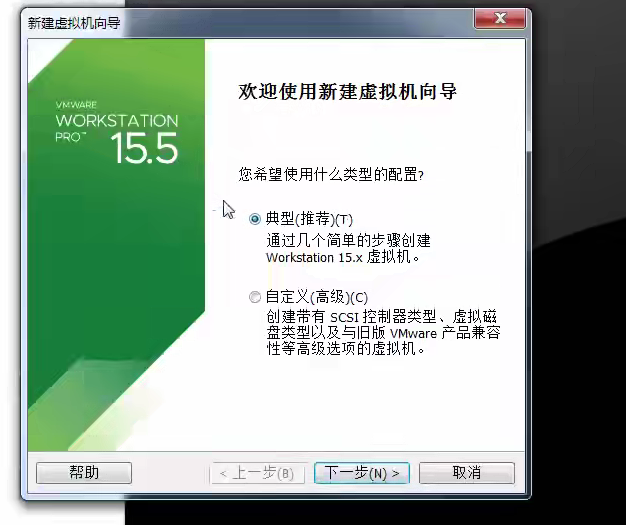 新建虚拟机向导
VMWARE
WORKSTATION
PRO™
15.5
欢迎使用新建虚拟机向导
您希望使用什么类型的配置?
典型(推荐)(T)
通过几个简单的步骤创建
Workstation 15.x 虚拟机。
自定义(高级)(C)
创建带有 SCSI 控制器类型、虚拟磁
盘类型以及与旧版 VMware 产品兼容
性等高级选项的虚拟机。
帮助
< 上一步(B)
下一步(N) >
取消